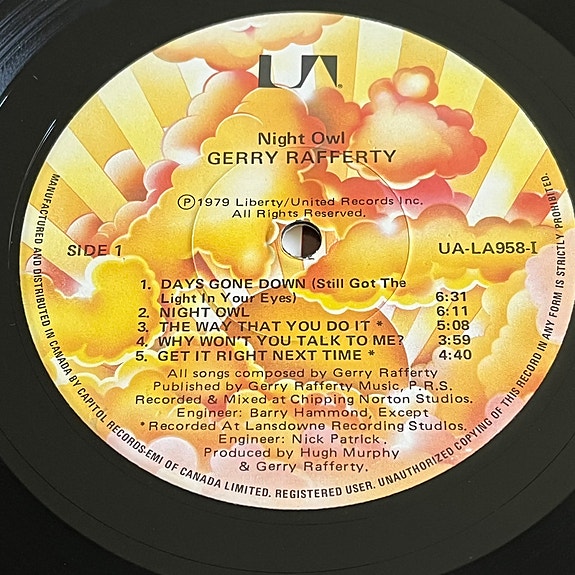 UA
®
Night Owl
GERRY RAFFERTY
Ⓟ 1979 Liberty/United Records Inc.
All Rights Reserved.
SIDE 1
UA-LA958-I
1. DAYS GONE DOWN (Still Got The
Light In Your Eyes) 6:31
2. NIGHT OWL 6:11
3. THE WAY THAT YOU DO IT * 5:08
4. WHY WON'T YOU TALK TO ME? 3:59
5. GET IT RIGHT NEXT TIME * 4:40
All songs composed by Gerry Rafferty
Published by Gerry Rafferty Music, P.R.S.
Recorded & Mixed at Chipping Norton Studios.
Engineer: Barry Hammond, Except
*Recorded At Lansdowne Recording Studios.
Engineer: Nick Patrick.
Produced by Hugh Murphy
& Gerry Rafferty.
MANUFACTURED AND DISTRIBUTED IN CANADA BY CAPITOL RECORDS-EMI OF CANADA LIMITED. REGISTERED USER. UNAUTHORIZED COPYING OF THIS RECORD IN ANY FORM IS STRICTLY PROHIBITED.